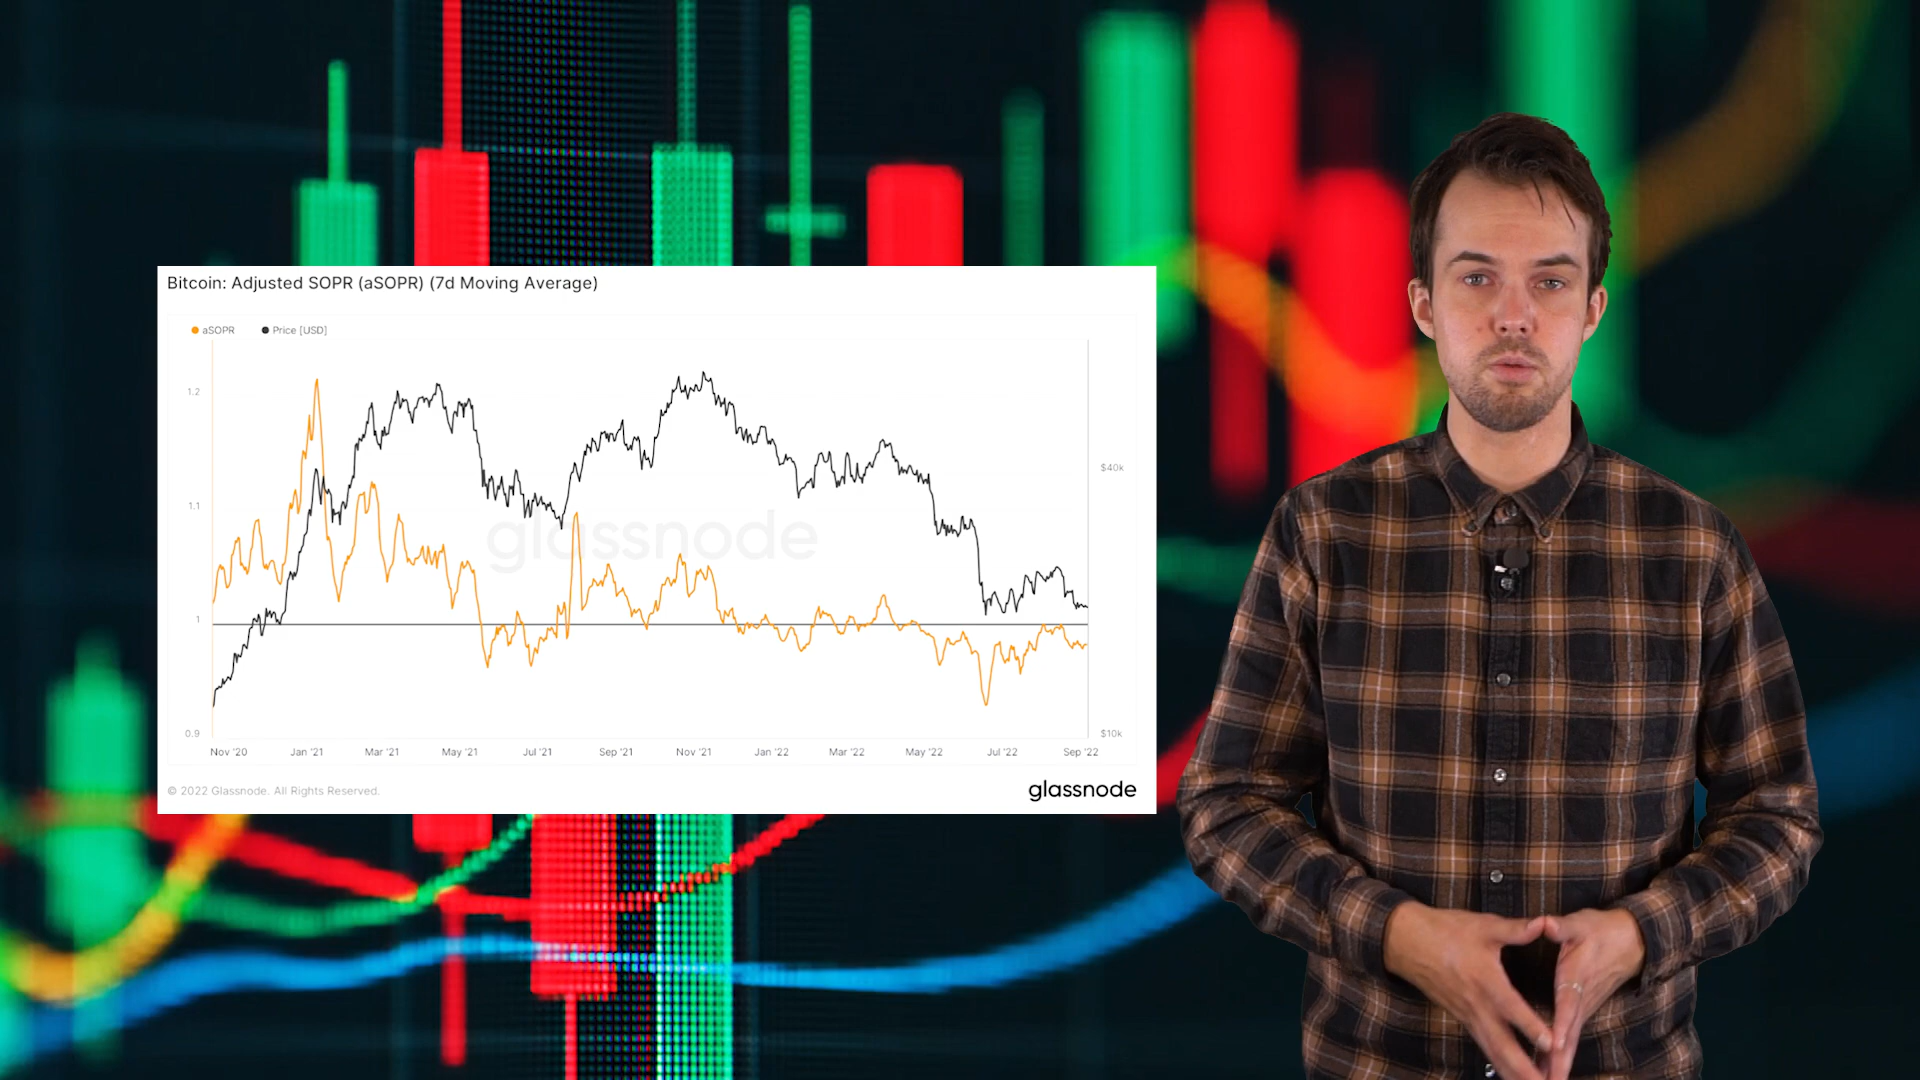 Bitcoin: Adjusted SOPR (aSOPR) (7d Moving Average)
aSOPR Price [USD]
1.2
$40k
1.1
glassnode
1
0.9
$10k
Nov '20 Jan '21 Mar '21 May '21 Jul '21 Sep '21 Nov '21 Jan '22 Mar '22 May '22 Jul '22 Sep '22
© 2022 Glassnode. All Rights Reserved.
glassnode